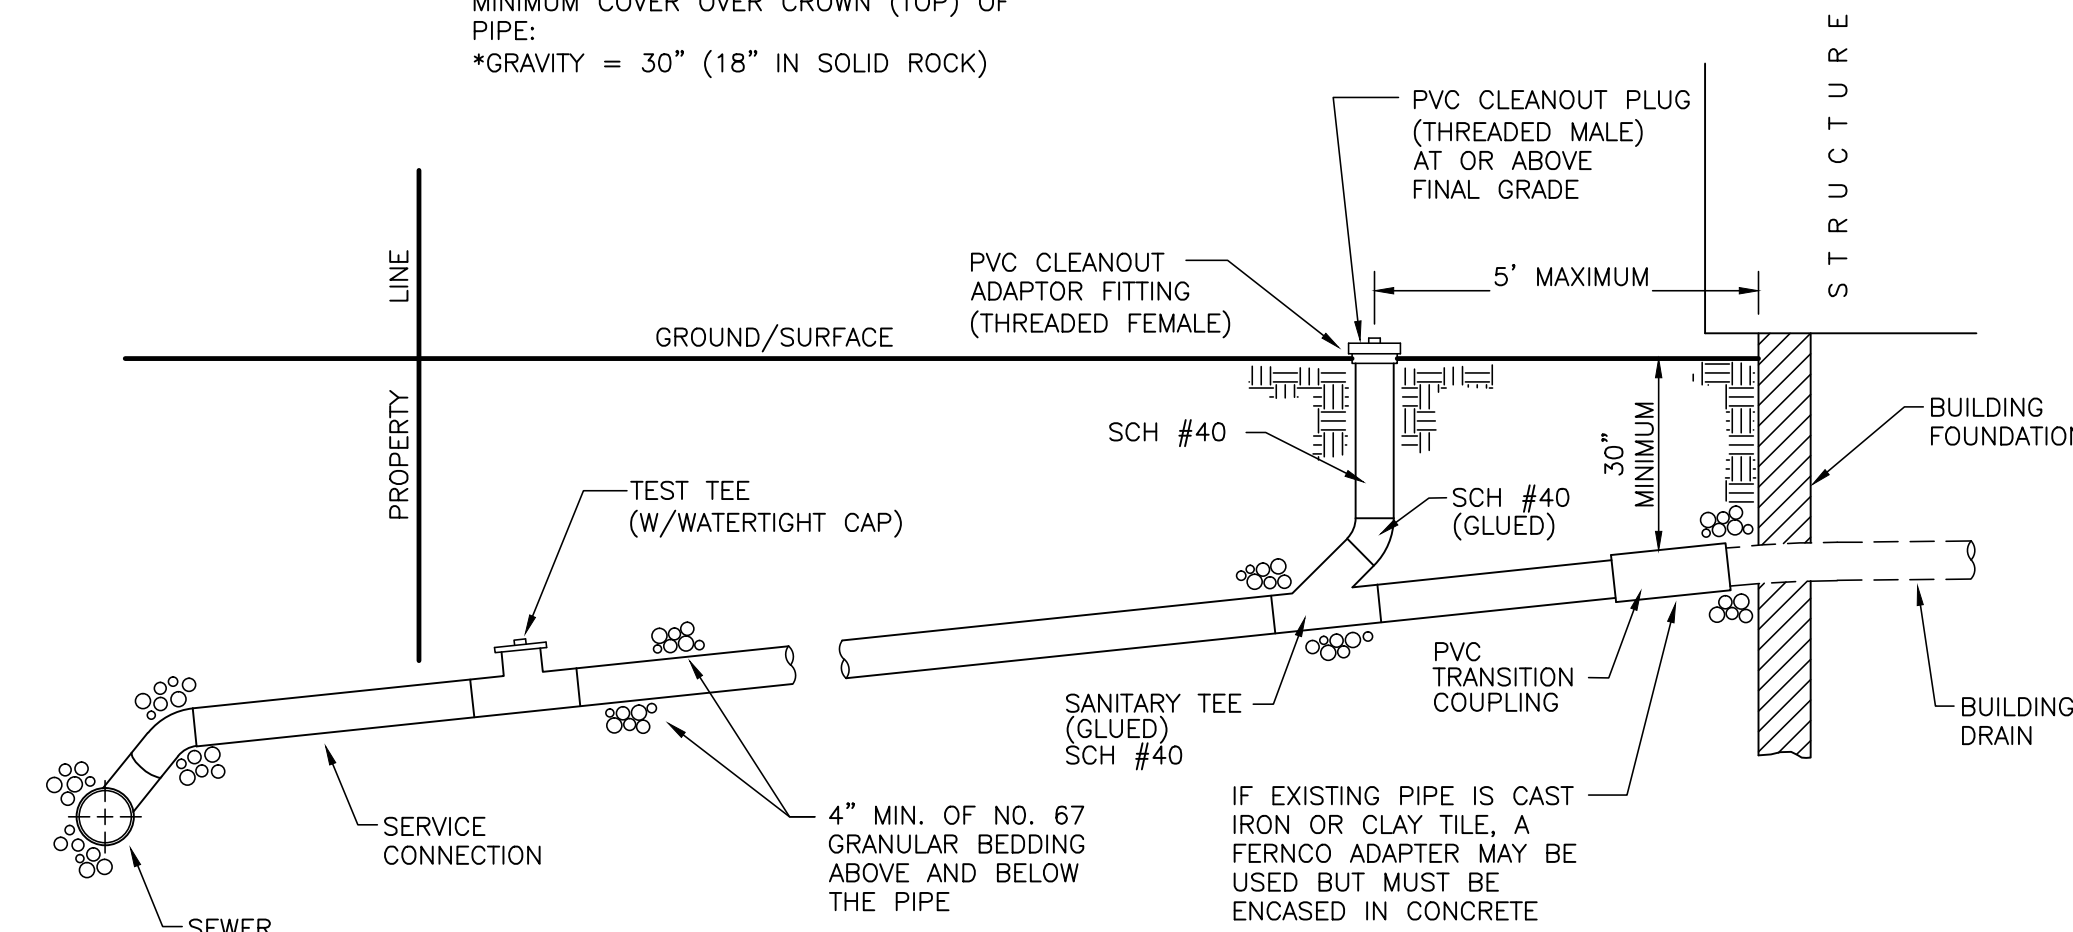 MINIMUM COVER OVER CROWN (TOP) OF
PIPE:
*GRAVITY = 30" (18" IN SOLID ROCK)
STRUCTURE
PVC CLEANOUT PLUG
(THREADED MALE)
AT OR ABOVE
FINAL GRADE
PVC CLEANOUT
ADAPTOR FITTING
(THREADED FEMALE)
5' MAXIMUM
PROPERTY LINE
GROUND/SURFACE
SCH #40
30"
MINIMUM
BUILDING
FOUNDATION
TEST TEE
(W/WATERTIGHT CAP)
SCH #40
(GLUED)
PVC
TRANSITION
COUPLING
SANITARY TEE
(GLUED)
SCH #40
BUILDING
DRAIN
IF EXISTING PIPE IS CAST
IRON OR CLAY TILE, A
FERNCO ADAPTER MAY BE
USED BUT MUST BE
ENCASED IN CONCRETE
4" MIN. OF NO. 67
GRANULAR BEDDING
ABOVE AND BELOW
THE PIPE
SERVICE
CONNECTION
SEWER